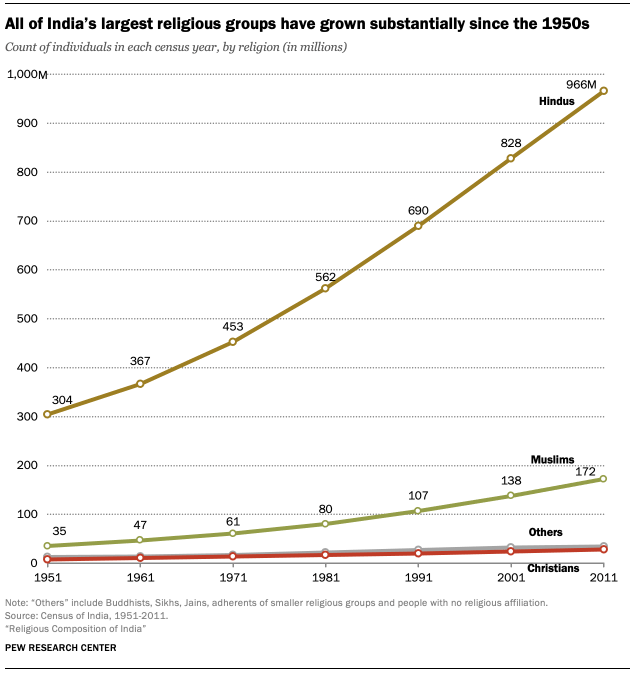 All of India's largest religious groups have grown substantially since the 1950s
Count of individuals in each census year, by religion (in millions)
1,000M
966M
Hindus
900
828
800
700
690
600
562
500
453
400
367
304
300
200
Muslims
172
138
107
100
80
61
47
35
Others
0
Christians
1951 1961 1971 1981 1991 2001 2011
Note: “Others” include Buddhists, Sikhs, Jains, adherents of smaller religious groups and people with no religious affiliation.
Source: Census of India, 1951-2011.
“Religious Composition of India”
PEW RESEARCH CENTER